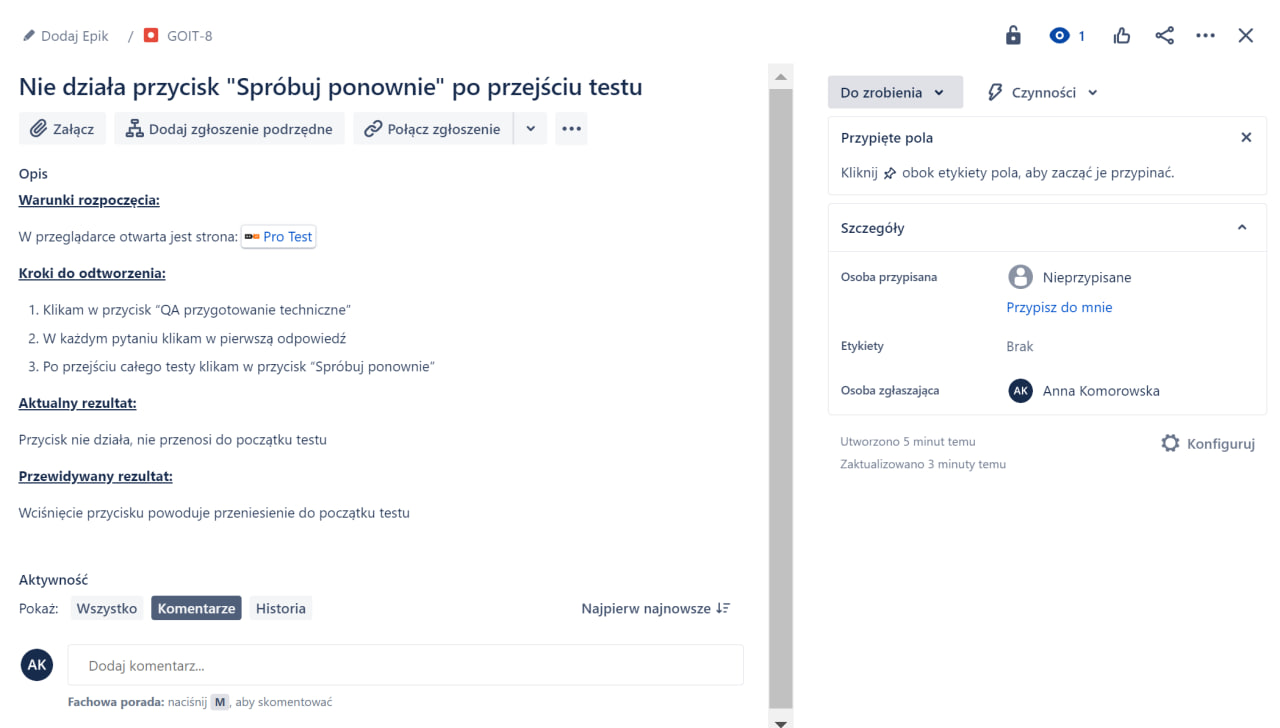 Dodaj Epik / GOIT-8
1
Nie działa przycisk "Spróbuj ponownie" po przejściu testu
Załącz Dodaj zgłoszenie podrzędne Połącz zgłoszenie
Opis
Warunki rozpoczęcia:
W przeglądarce otwarta jest strona: Pro Test
Kroki do odtworzenia:
1. Klikam w przycisk “QA przygotowanie techniczne”
2. W każdym pytaniu klikam w pierwszą odpowiedź
3. Po przejściu całego testy klikam w przycisk “Spróbuj ponownie”
Aktualny rezultat:
Przycisk nie działa, nie przenosi do początku testu
Przewidywany rezultat:
Wciśnięcie przycisku powoduje przeniesienie do początku testu
Aktywność
Pokaż: Wszystko Komentarze Historia Najpierw najnowsze
AK Dodaj komentarz...
Fachowa porada: naciśnij M, aby skomentować
Do zrobienia Czynności
Przypięte pola
Kliknij obok etykiety pola, aby zacząć je przypinać.
Szczegóły
Osoba przypisana Nieprzypisane
Przypisz do mnie
Etykiety Brak
Osoba zgłaszająca AK Anna Komorowska
Utworzono 5 minut temu Konfiguruj
Zaktualizowano 3 minuty temu